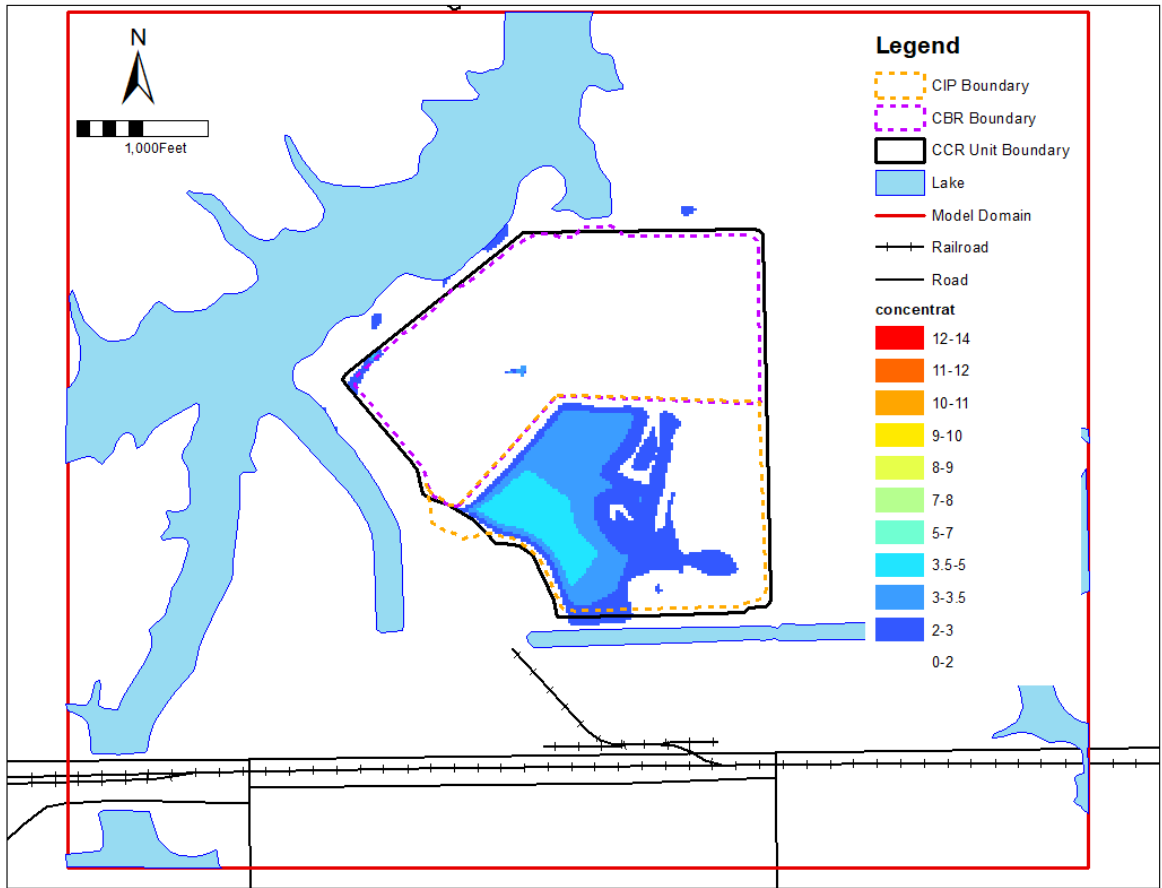 N
1,000Feet
Legend
CIP Boundary
CBR Boundary
CCR Unit Boundary
Lake
Model Domain
Railroad
Road
concentrat
12-14
11-12
10-11
9-10
8-9
7-8
5-7
3.5-5
3-3.5
2-3
0-2